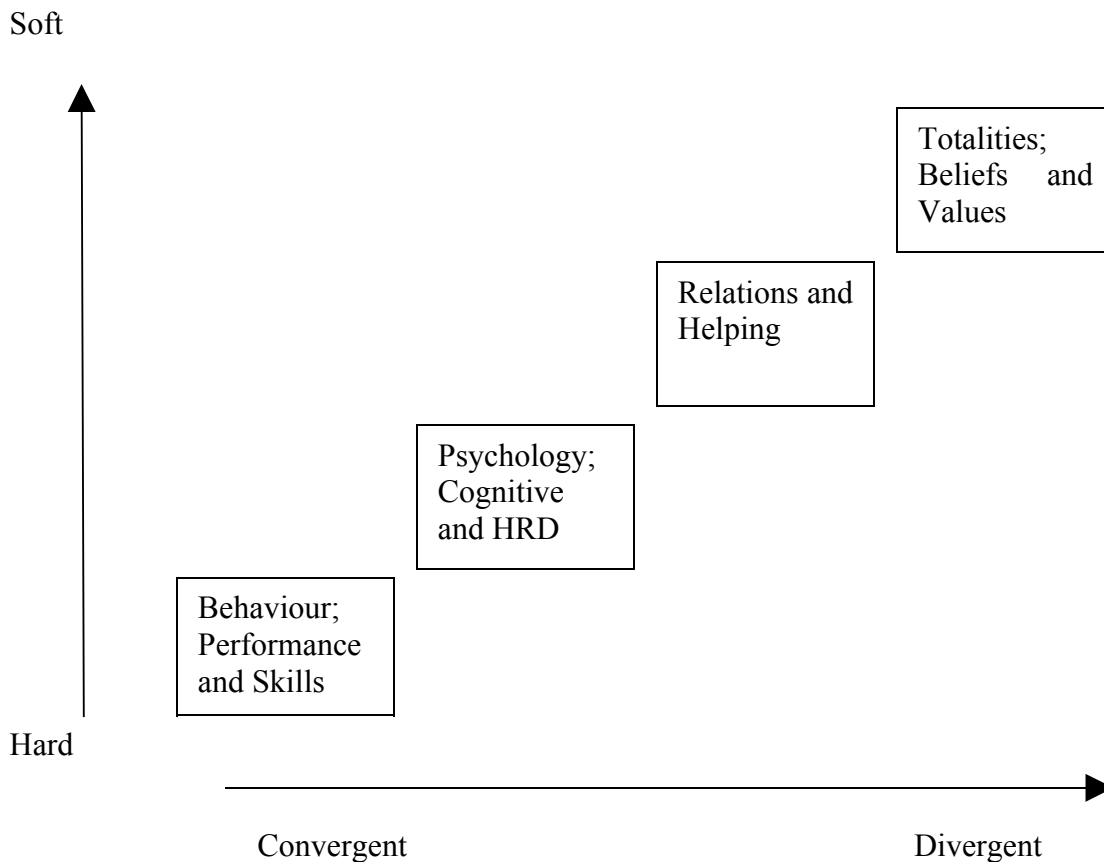 Soft
Totalities;
Beliefs and
Values
Relations and
Helping
Psychology;
Cognitive
and HRD
Behaviour;
Performance
and Skills
Hard
Convergent
Divergent